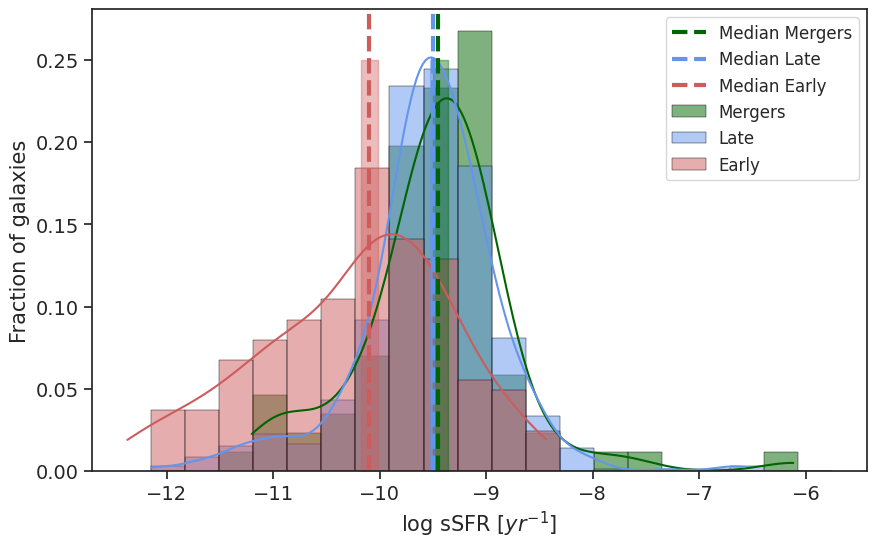 Median Mergers
Median Late
Median Early
Mergers
Late
Early
Fraction of galaxies
0.25
0.20
0.15
0.10
0.05
0.00
−12 −11 −10 −9 −8 −7 −6
log sSFR [yr⁻¹]